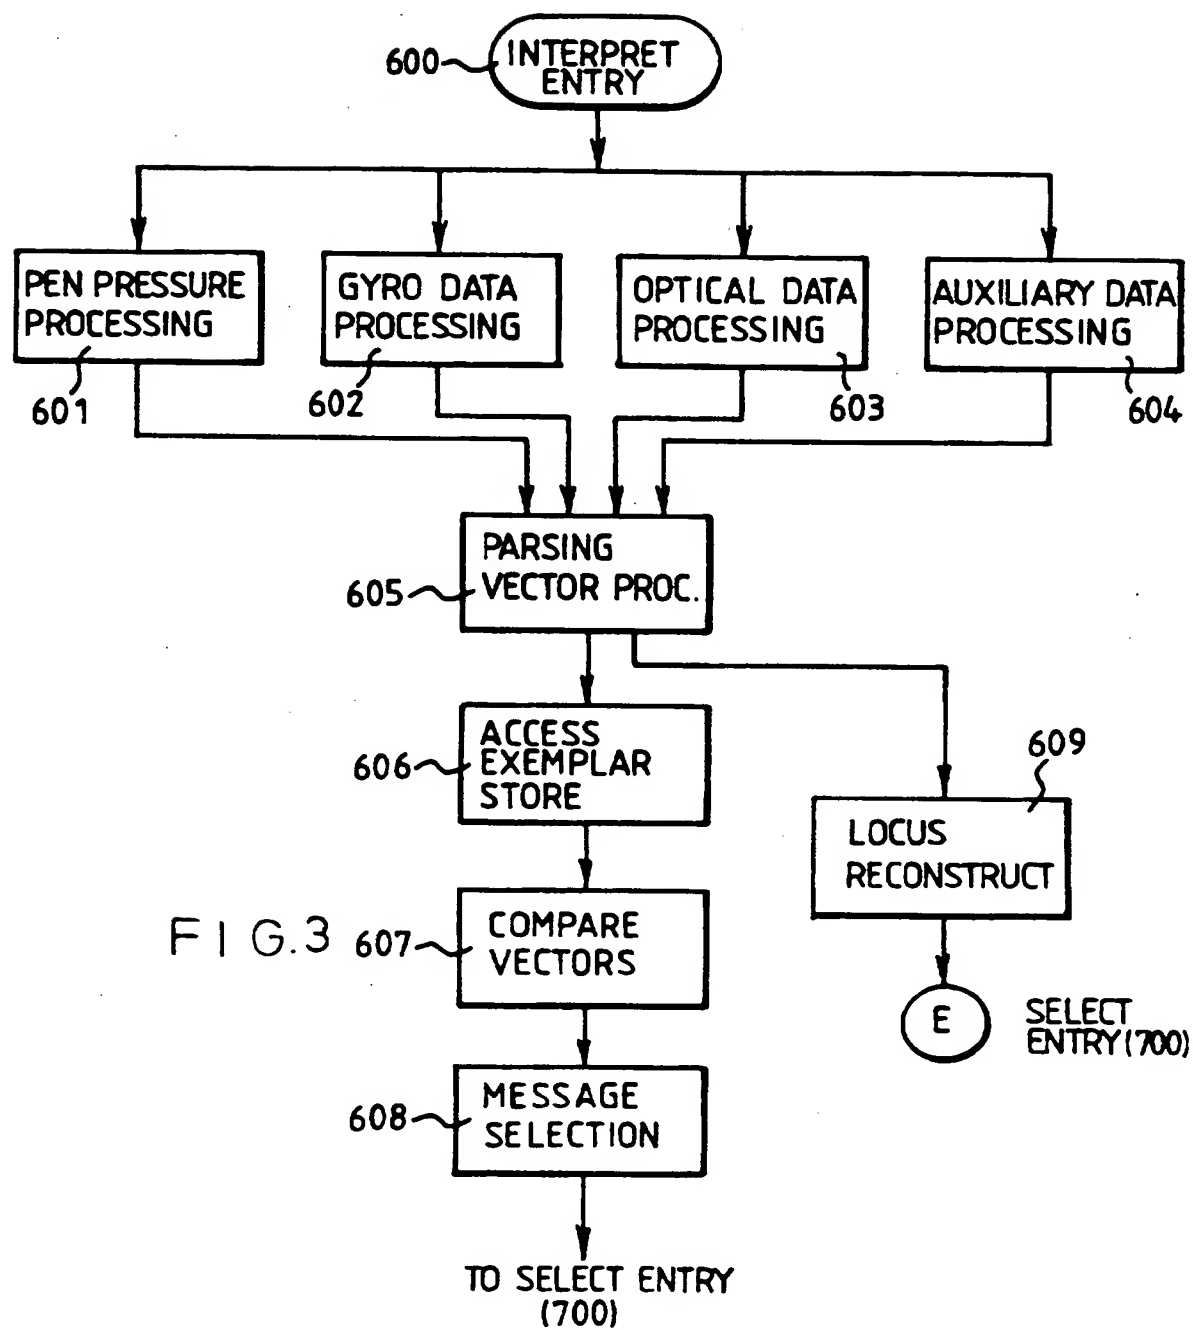 600
INTERPRET
ENTRY
PEN PRESSURE
PROCESSING
601
GYRO DATA
PROCESSING
602
OPTICAL DATA
PROCESSING
603
AUXILIARY DATA
PROCESSING
604
605
PARSING
VECTOR PROC.
606
ACCESS
EXEMPLAR
STORE
609
LOCUS
RECONSTRUCT
FIG.3
607
COMPARE
VECTORS
E
SELECT
ENTRY(700)
608
MESSAGE
SELECTION
TO SELECT ENTRY
(700)